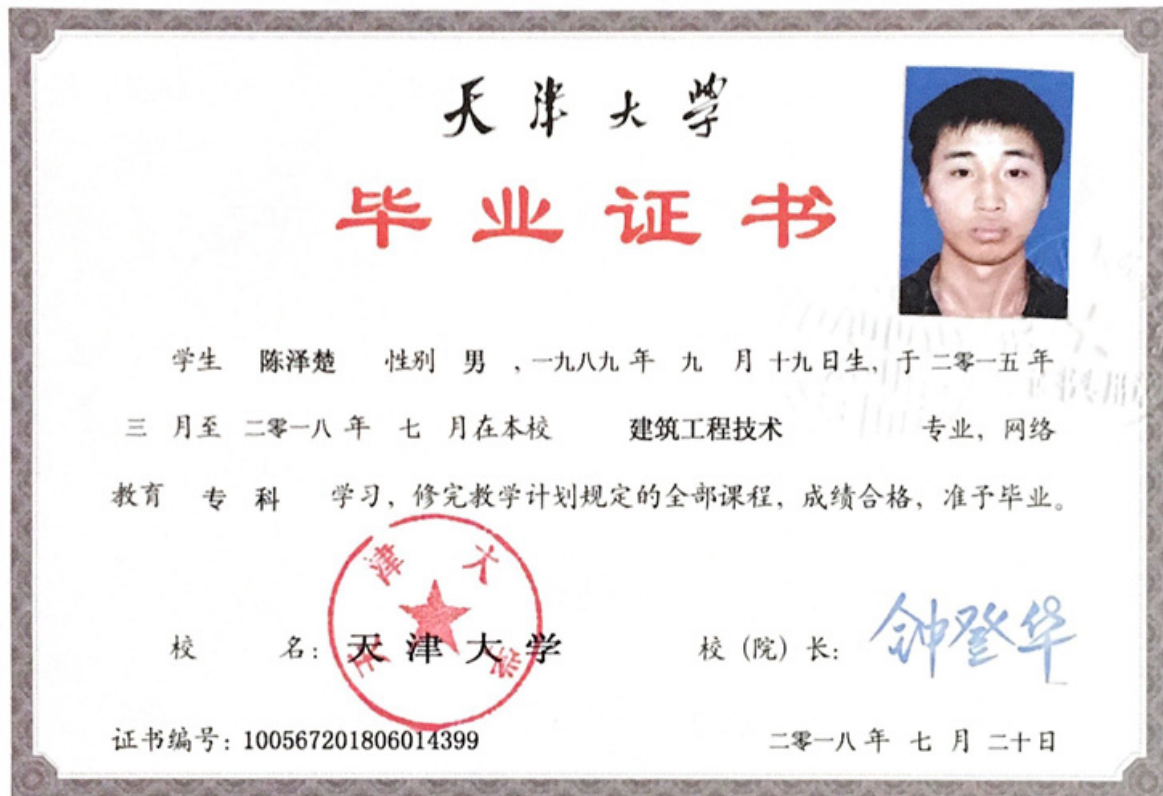 天津大学
毕业证书
学生 陈泽楚 性别 男 ，一九八九 年 九 月 十九日生，于 二零一五 年
三 月至 二零一八 年 七 月在本校 建筑工程技术 专业，网络
教育 专科 学习，修完教学计划规定的全部课程，成绩合格，准予毕业。
天津大学
校 名：天津大学 校（院）长：钟登华
证书编号：100567201806014399 二零一八 年 七 月 二十日